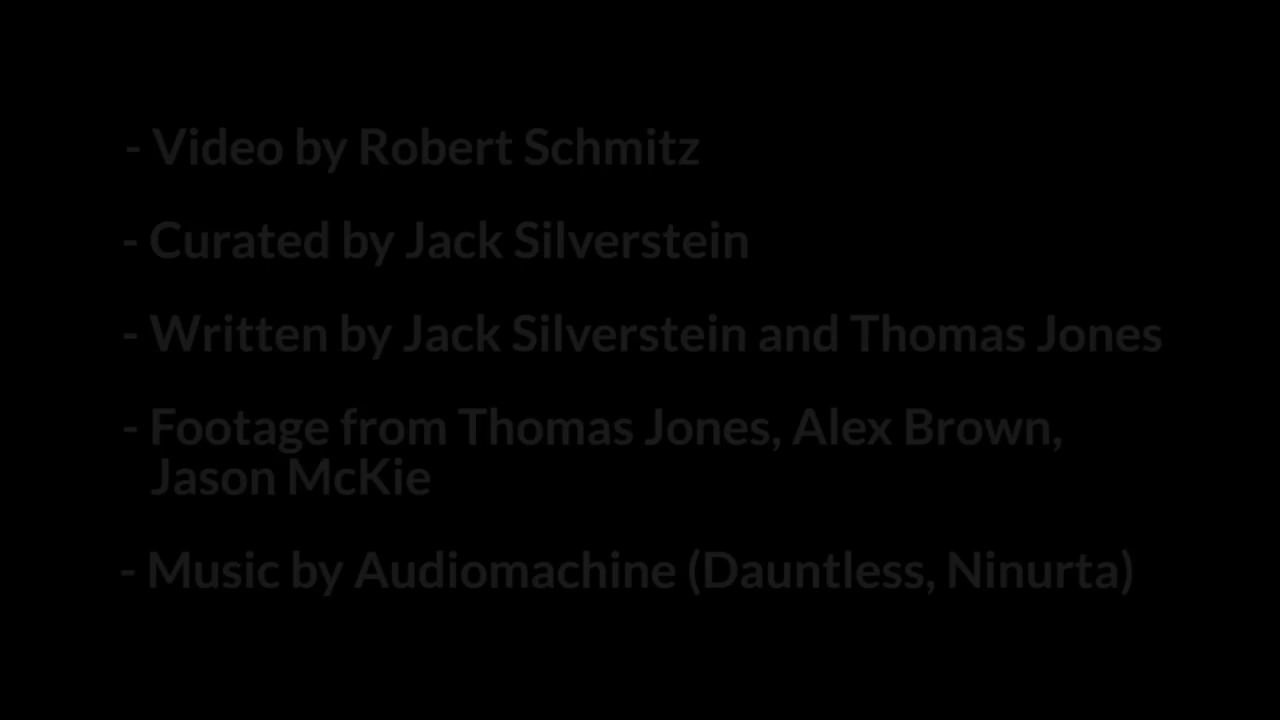 - Video by Robert Schmitz
- Curated by Jack Silverstein
- Written by Jack Silverstein and Thomas Jones
- Footage from Thomas Jones, Alex Brown,
Jason McKie
- Music by Audiomachine (Dauntless, Ninurta)